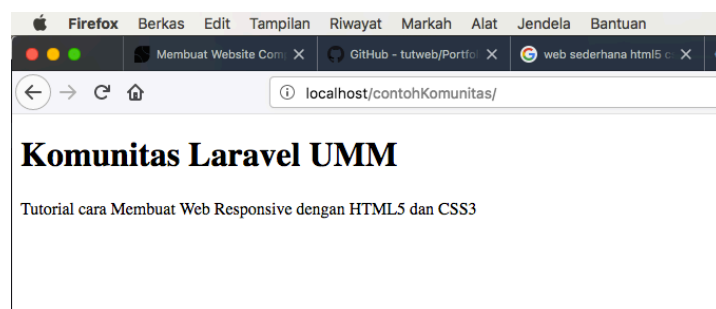 Firefox Berkas Edit Tampilan Riwayat Markah Alat Jendela Bantuan
Membuat Website Com GitHub - tutweb/Portfol web sederhana html5 c
localhost/contohKomunitas/
Komunitas Laravel UMM
Tutorial cara Membuat Web Responsive dengan HTML5 dan CSS3